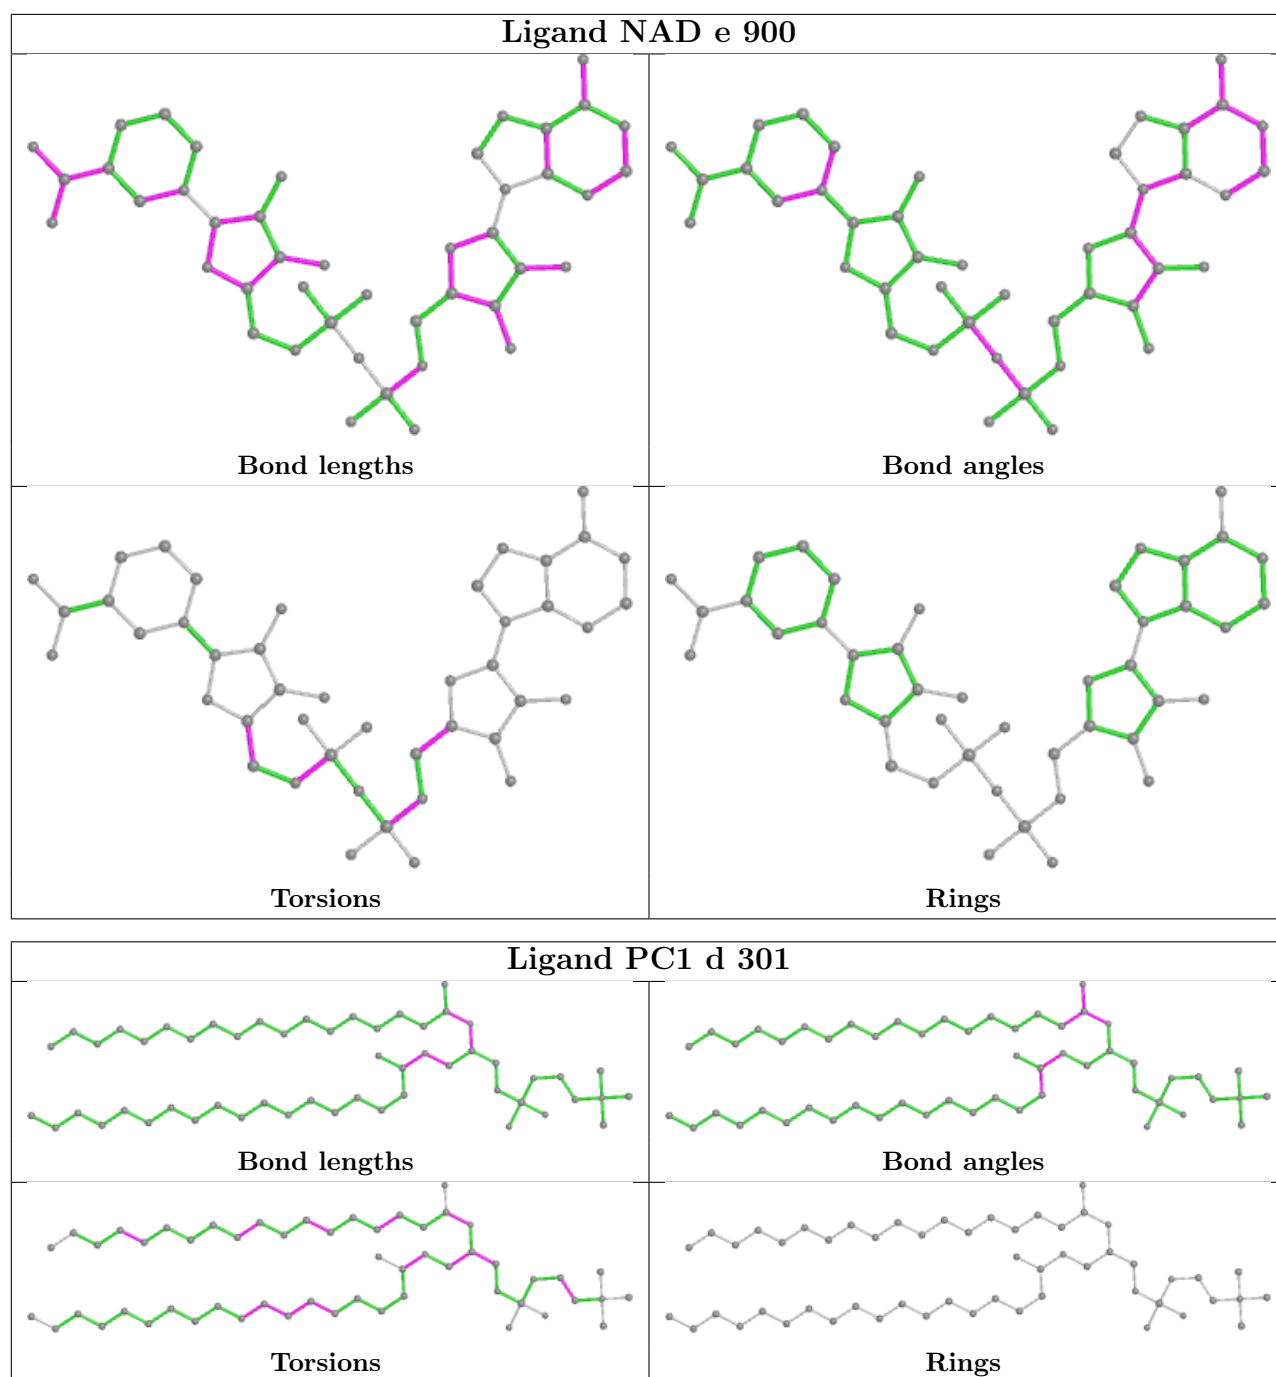 Ligand NAD e 900
Bond lengths
Bond angles
Torsions
Rings
Ligand PC1 d 301
Bond lengths
Bond angles
Torsions
Rings